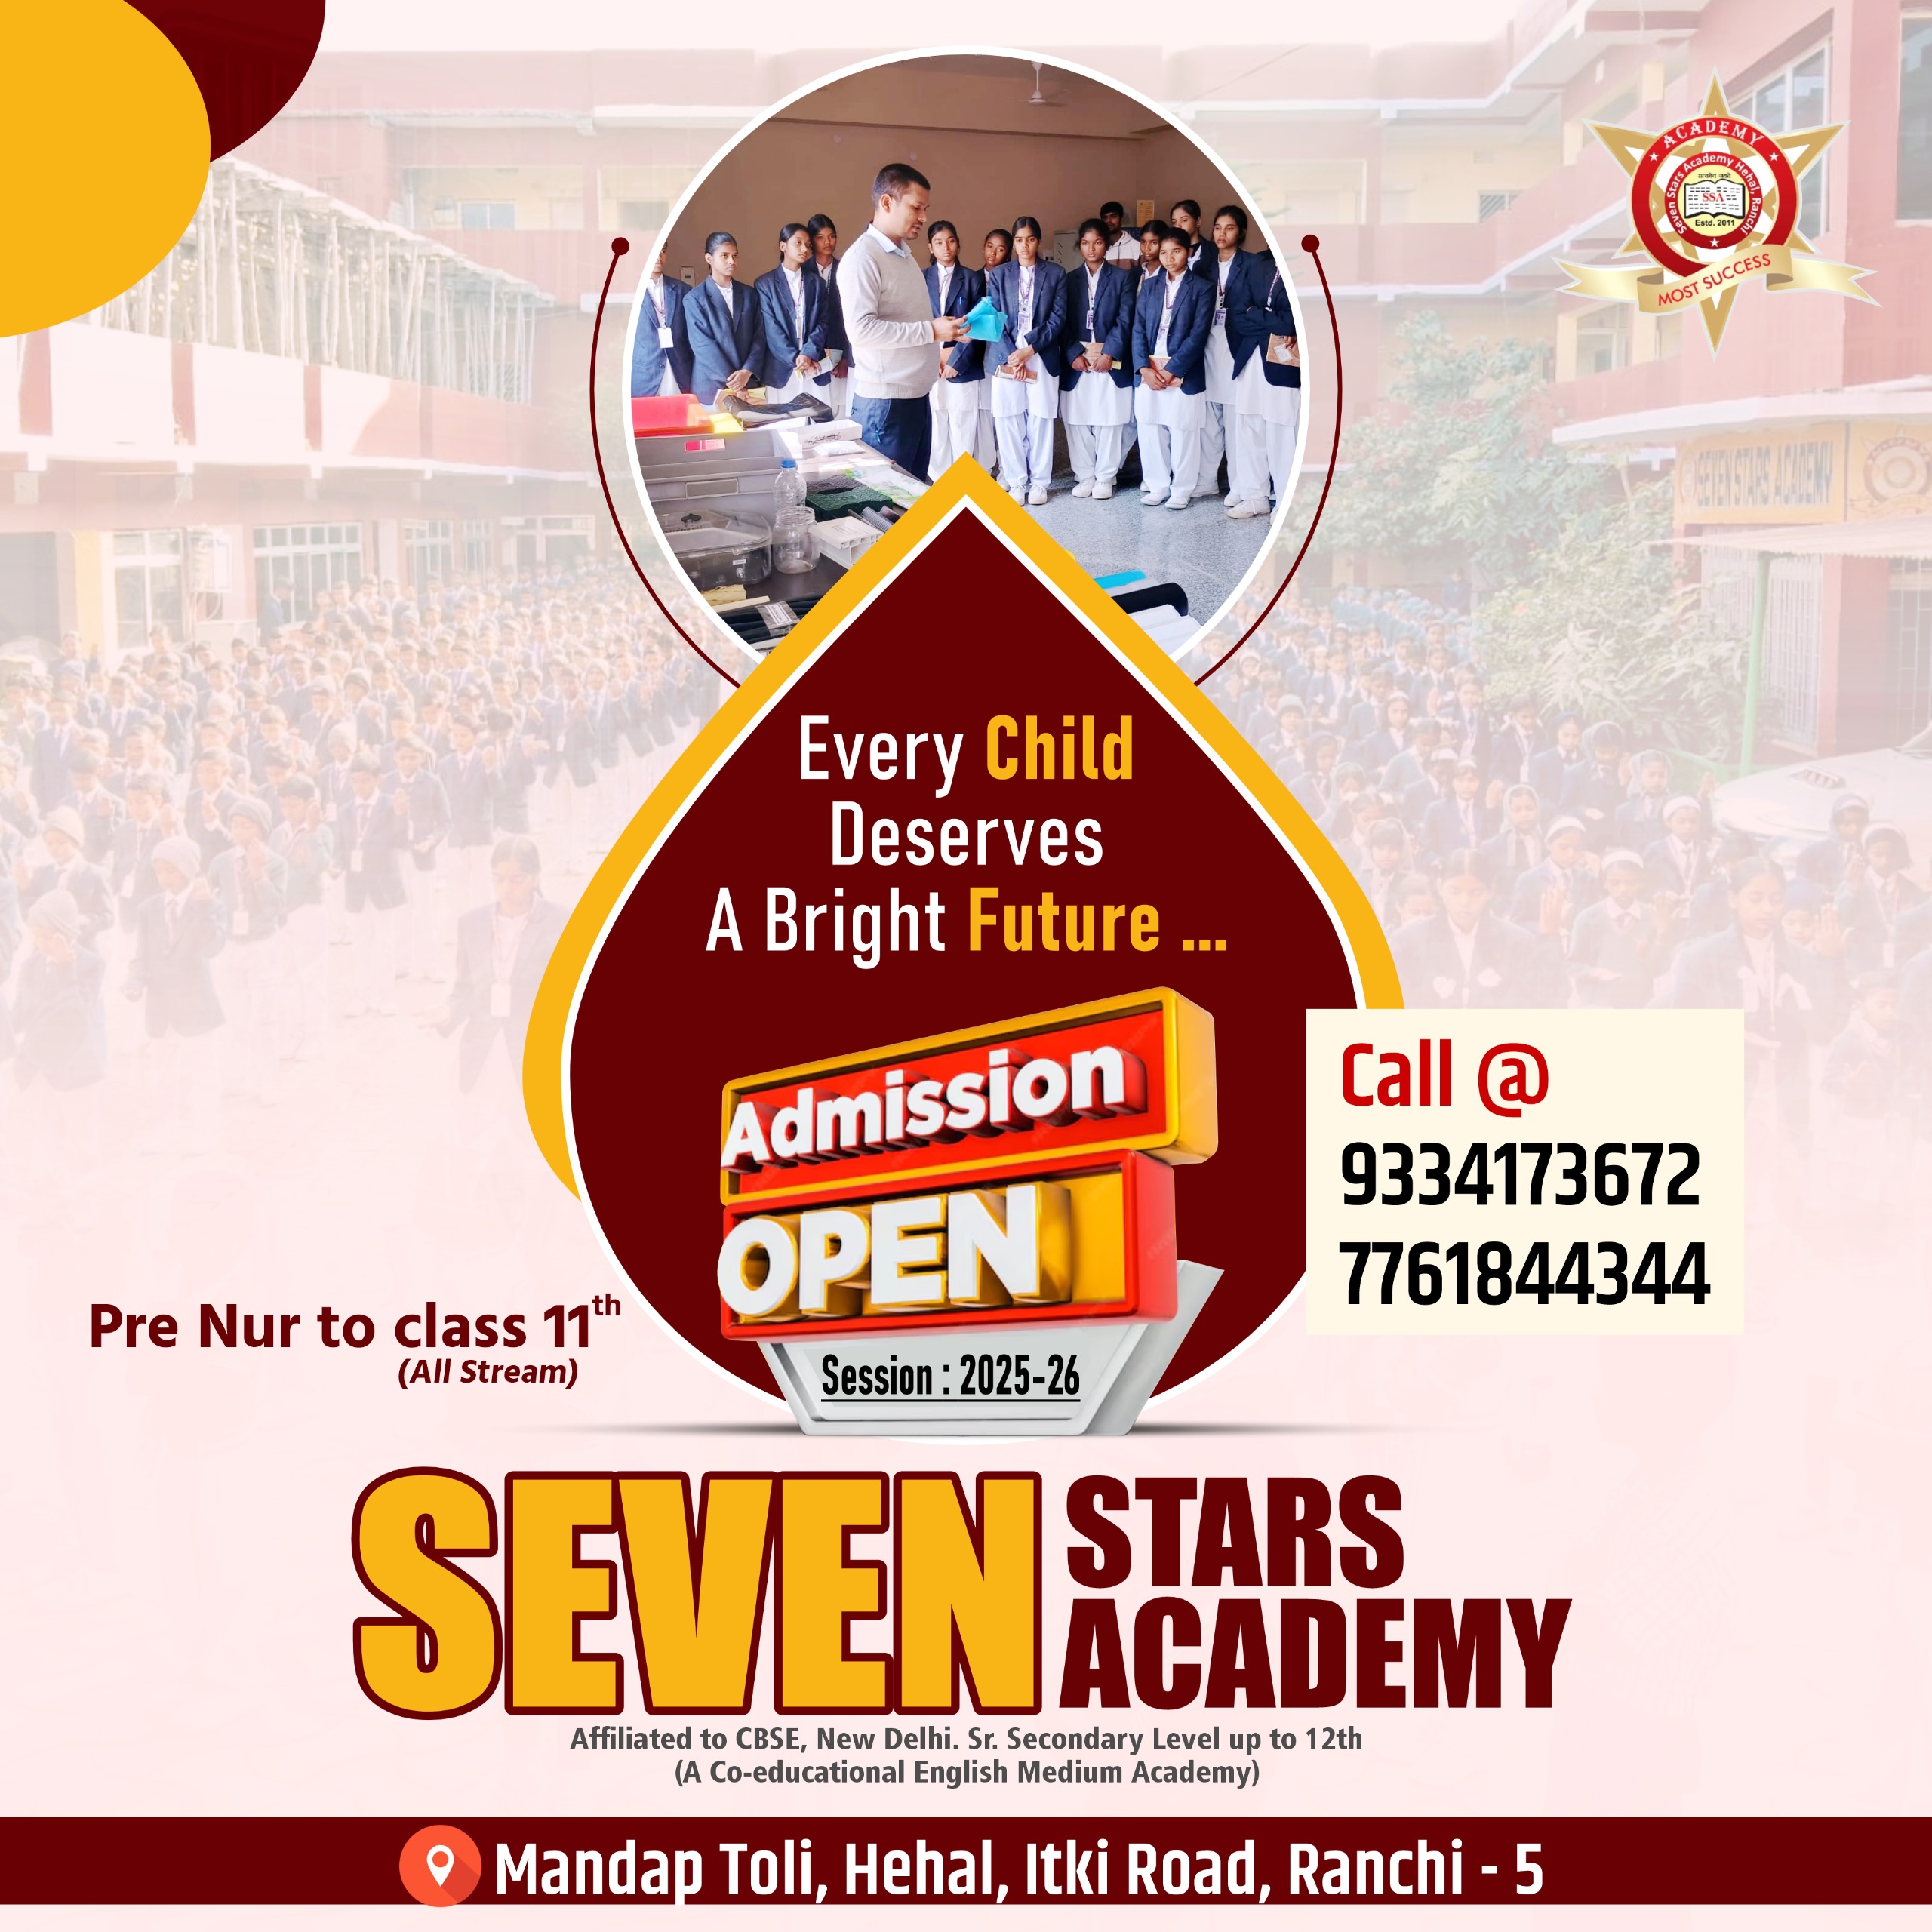 ACADEMY
Seven Stars Academy Hehal, Ranchi
SSA
Estd. 2011
MOST SUCCESS
SEVEN STARS ACADEMY
Every Child
Deserves
A Bright Future ...
Admission
OPEN
Session : 2025-26
Call @
9334173672
7761844344
Pre Nur to class 11th
(All Stream)
SEVEN STARS
ACADEMY
Affiliated to CBSE, New Delhi. Sr. Secondary Level up to 12th
(A Co-educational English Medium Academy)
Mandap Toli, Hehal, Itki Road, Ranchi - 5